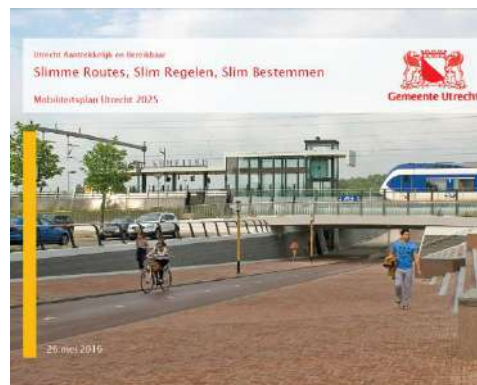 Utrecht Aantrekkelijk en Bereikbaar
Slimme Routes, Slim Regelen, Slim Bestemmen
Mobiliteitsplan Utrecht 2025
Gemeente Utrecht
26 mei 2016